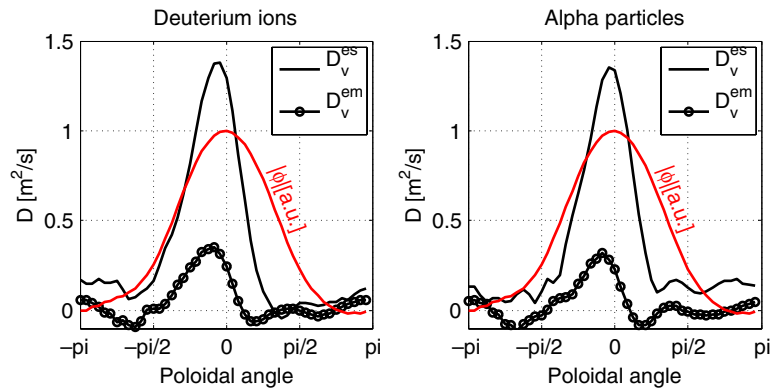 Deuterium ions
D [m²/s]
1.5
1
0.5
0
−pi
−pi/2
0
pi/2
pi
Poloidal angle
D_v^es
D_v^em
|ϕ|[a.u.]
Alpha particles
D [m²/s]
1.5
1
0.5
0
−pi
−pi/2
0
pi/2
pi
Poloidal angle
D_v^es
D_v^em
|ϕ|[a.u.]